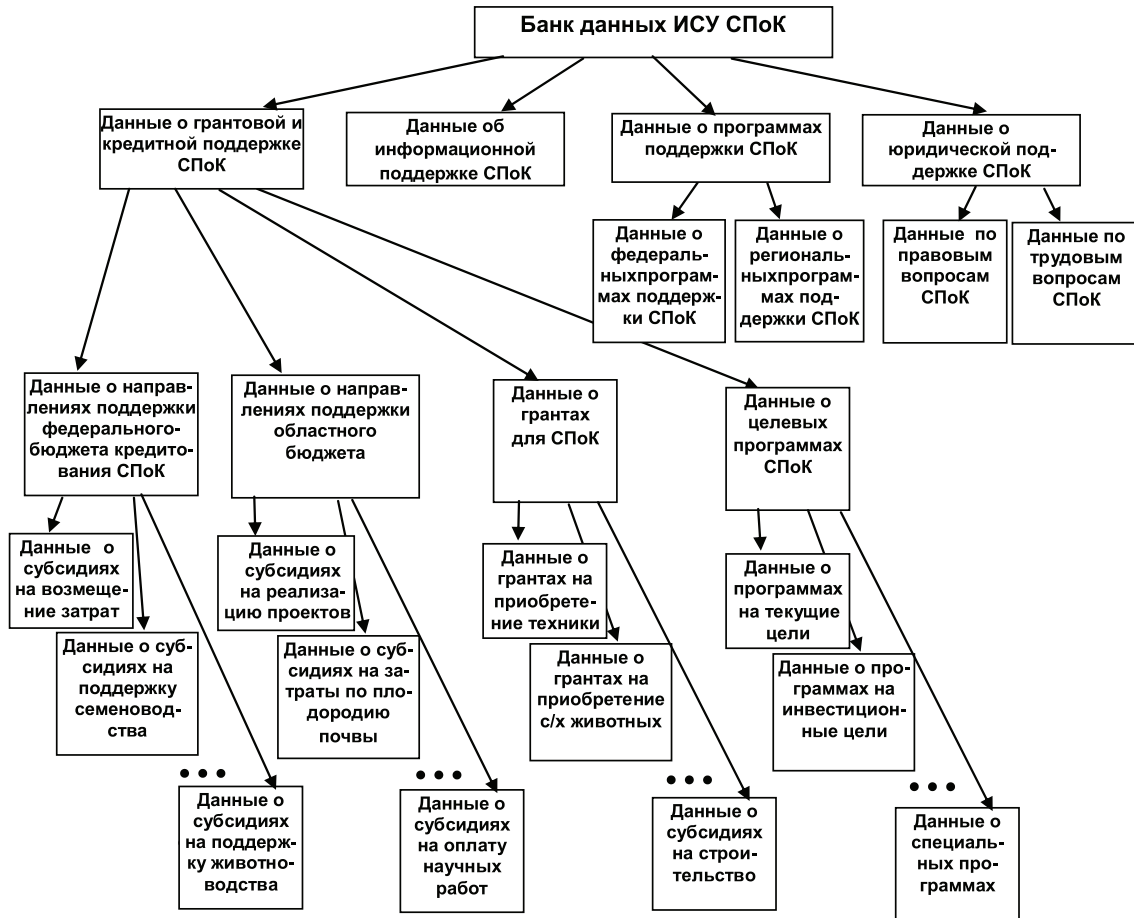 Банк данных ИСУ СПоК
Данные о грантовой и
кредитной поддержке
СПоК
Данные об
информационной
поддержке СПоК
Данные о программах
поддержки СПоК
Данные о
юридической под-
держке СПоК
Данные о
федераль-
ныхпрограм-
мах поддерж-
ки СПоК
Данные о
региональ-
ныхпрограм-
мах под-
держки СПоК
Данные по
правовым
вопросам
СПоК
Данные по
трудовым
вопросам
СПоК
Данные о направ-
лениях поддержки
федерального-
бюджета кредито-
вания СПоК
Данные о направ-
лениях поддержки
областного
бюджета
Данные о
грантах
для СПоК
Данные о
целевых
программах
СПоК
Данные о
субсидиях
на возмеще-
ние затрат
Данные о
субсидиях
на реализа-
цию проектов
Данные о
грантах на
приобрете-
ние техники
Данные о
программах
на текущие
цели
Данные о суб-
сидиях на
поддержку
семеновод-
ства
Данные о суб-
сидиях на за-
траты по пло-
дородию
почвы
Данные о
грантах на
приобретение
с/х животных
Данные о про-
граммах на
инвестицион-
ные цели
• • •
• • •
• • •
• • •
Данные о
субсидиях
на поддерж-
ку животно-
водства
Данные о
субсидиях
на оплату
научных
работ
Данные о
субсидиях
на строи-
тельство
Данные о
специаль-
ных про-
граммах